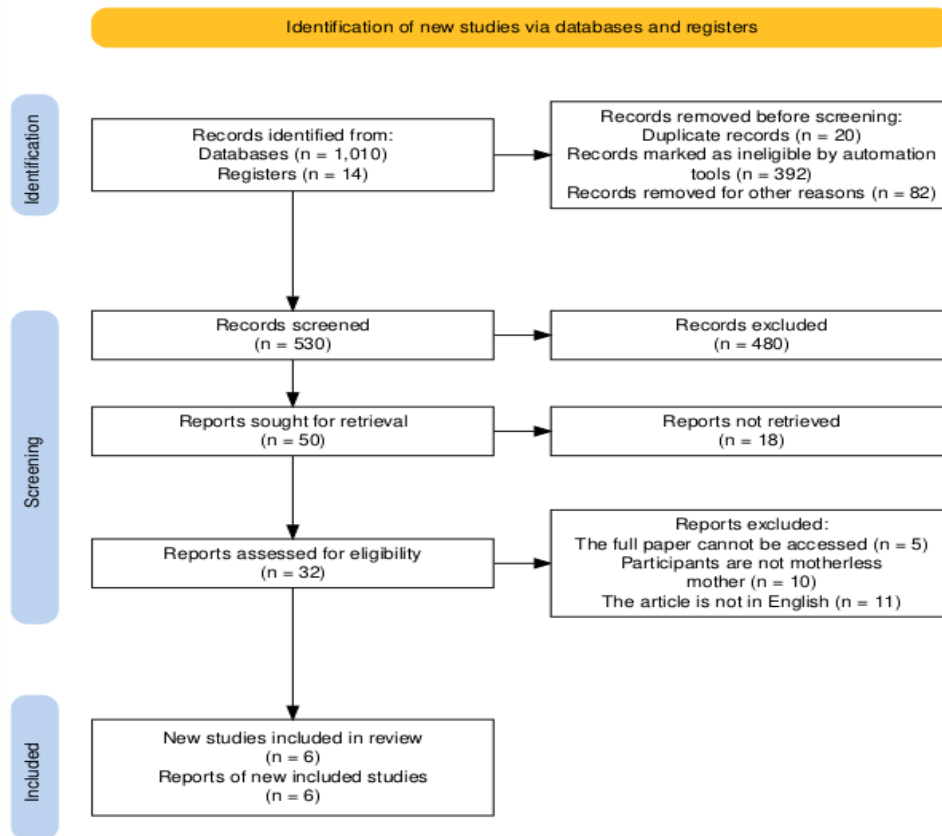 Identification of new studies via databases and registers
Identification
Records identified from:
Databases (n = 1,010)
Registers (n = 14)
Records removed before screening:
Duplicate records (n = 20)
Records marked as ineligible by automation
tools (n = 392)
Records removed for other reasons (n = 82)
Screening
Records screened
(n = 530)
Records excluded
(n = 480)
Reports sought for retrieval
(n = 50)
Reports not retrieved
(n = 18)
Reports assessed for eligibility
(n = 32)
Reports excluded:
The full paper cannot be accessed (n = 5)
Participants are not motherless
mother (n = 10)
The article is not in English (n = 11)
Included
New studies included in review
(n = 6)
Reports of new included studies
(n = 6)